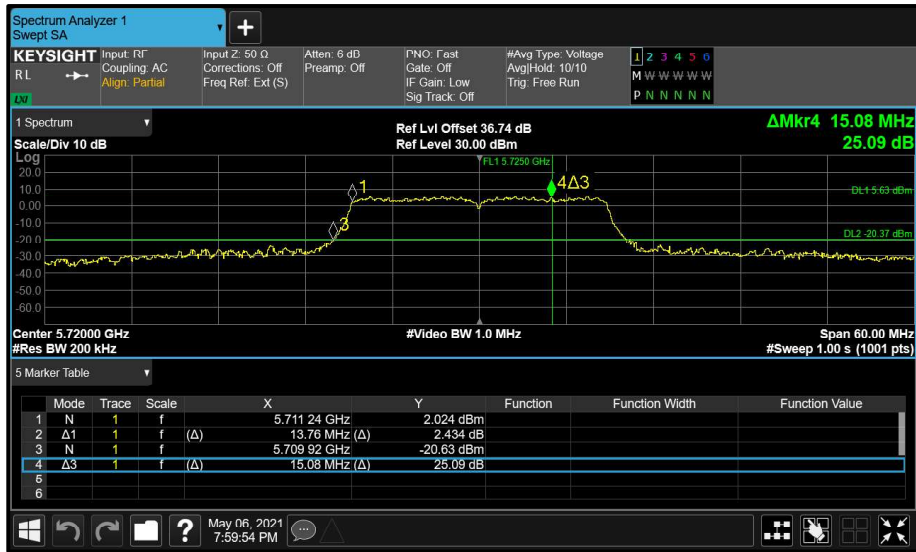 Spectrum Analyzer 1
Swept SA
+
KEYSIGHT
RL
LXI
Input: RF
Coupling: AC
Align: Partial
Input Z: 50 Ω
Corrections: Off
Freq Ref: Ext (S)
Atten: 6 dB
Preamp: Off
PNO: Fast
Gate: Off
IF Gain: Low
Sig Track: Off
#Avg Type: Voltage
Avg|Hold: 10/10
Trig: Free Run
1 2 3 4 5 6
M W W W W W
P N N N N N
1 Spectrum
Scale/Div 10 dB
Ref Lvl Offset 36.74 dB
Ref Level 30.00 dBm
ΔMkr4 15.08 MHz
25.09 dB
Log
20.0
10.0
0.00
-10.0
-20.0
-30.0
-40.0
-50.0
-60.0
FL1 5.7250 GHz
1
4Δ3
3
DL1 5.63 dBm
DL2 -20.37 dBm
Center 5.72000 GHz
#Video BW 1.0 MHz
Span 60.00 MHz
#Res BW 200 kHz
#Sweep 1.00 s (1001 pts)
5 Marker Table
Mode Trace Scale X Y Function Function Width Function Value
1 N 1 f 5.711 24 GHz 2.024 dBm
2 Δ1 1 f (Δ) 13.76 MHz (Δ) 2.434 dB
3 N 1 f 5.709 92 GHz -20.63 dBm
4 Δ3 1 f (Δ) 15.08 MHz (Δ) 25.09 dB
5
6
?
May 06, 2021
7:59:54 PM